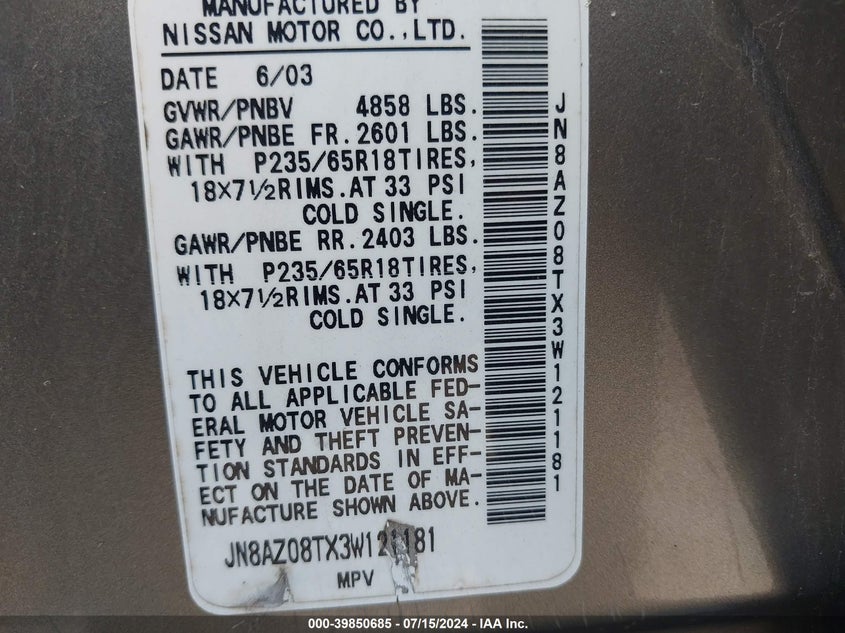 MANUFACTURED BY
NISSAN MOTOR CO.,LTD.
DATE 6/03
GVWR/PNBV 4858 LBS.
GAWR/PNBE FR.2601 LBS.
WITH P235/65R18TIRES,
18×7½RIMS.AT 33 PSI
COLD SINGLE.
GAWR/PNBE RR.2403 LBS.
WITH P235/65R18TIRES,
18×7½RIMS.AT 33 PSI
COLD SINGLE.
THIS VEHICLE CONFORMS
TO ALL APPLICABLE FED-
ERAL MOTOR VEHICLE SA-
FETY AND THEFT PREVEN-
TION STANDARDS IN EFF-
ECT ON THE DATE OF MA-
NUFACTURE SHOWN ABOVE.
JN8AZ08TX3W121181
MPV
JN8AZ08TX3W121181
000-39850685 - 07/15/2024 - IAA Inc.